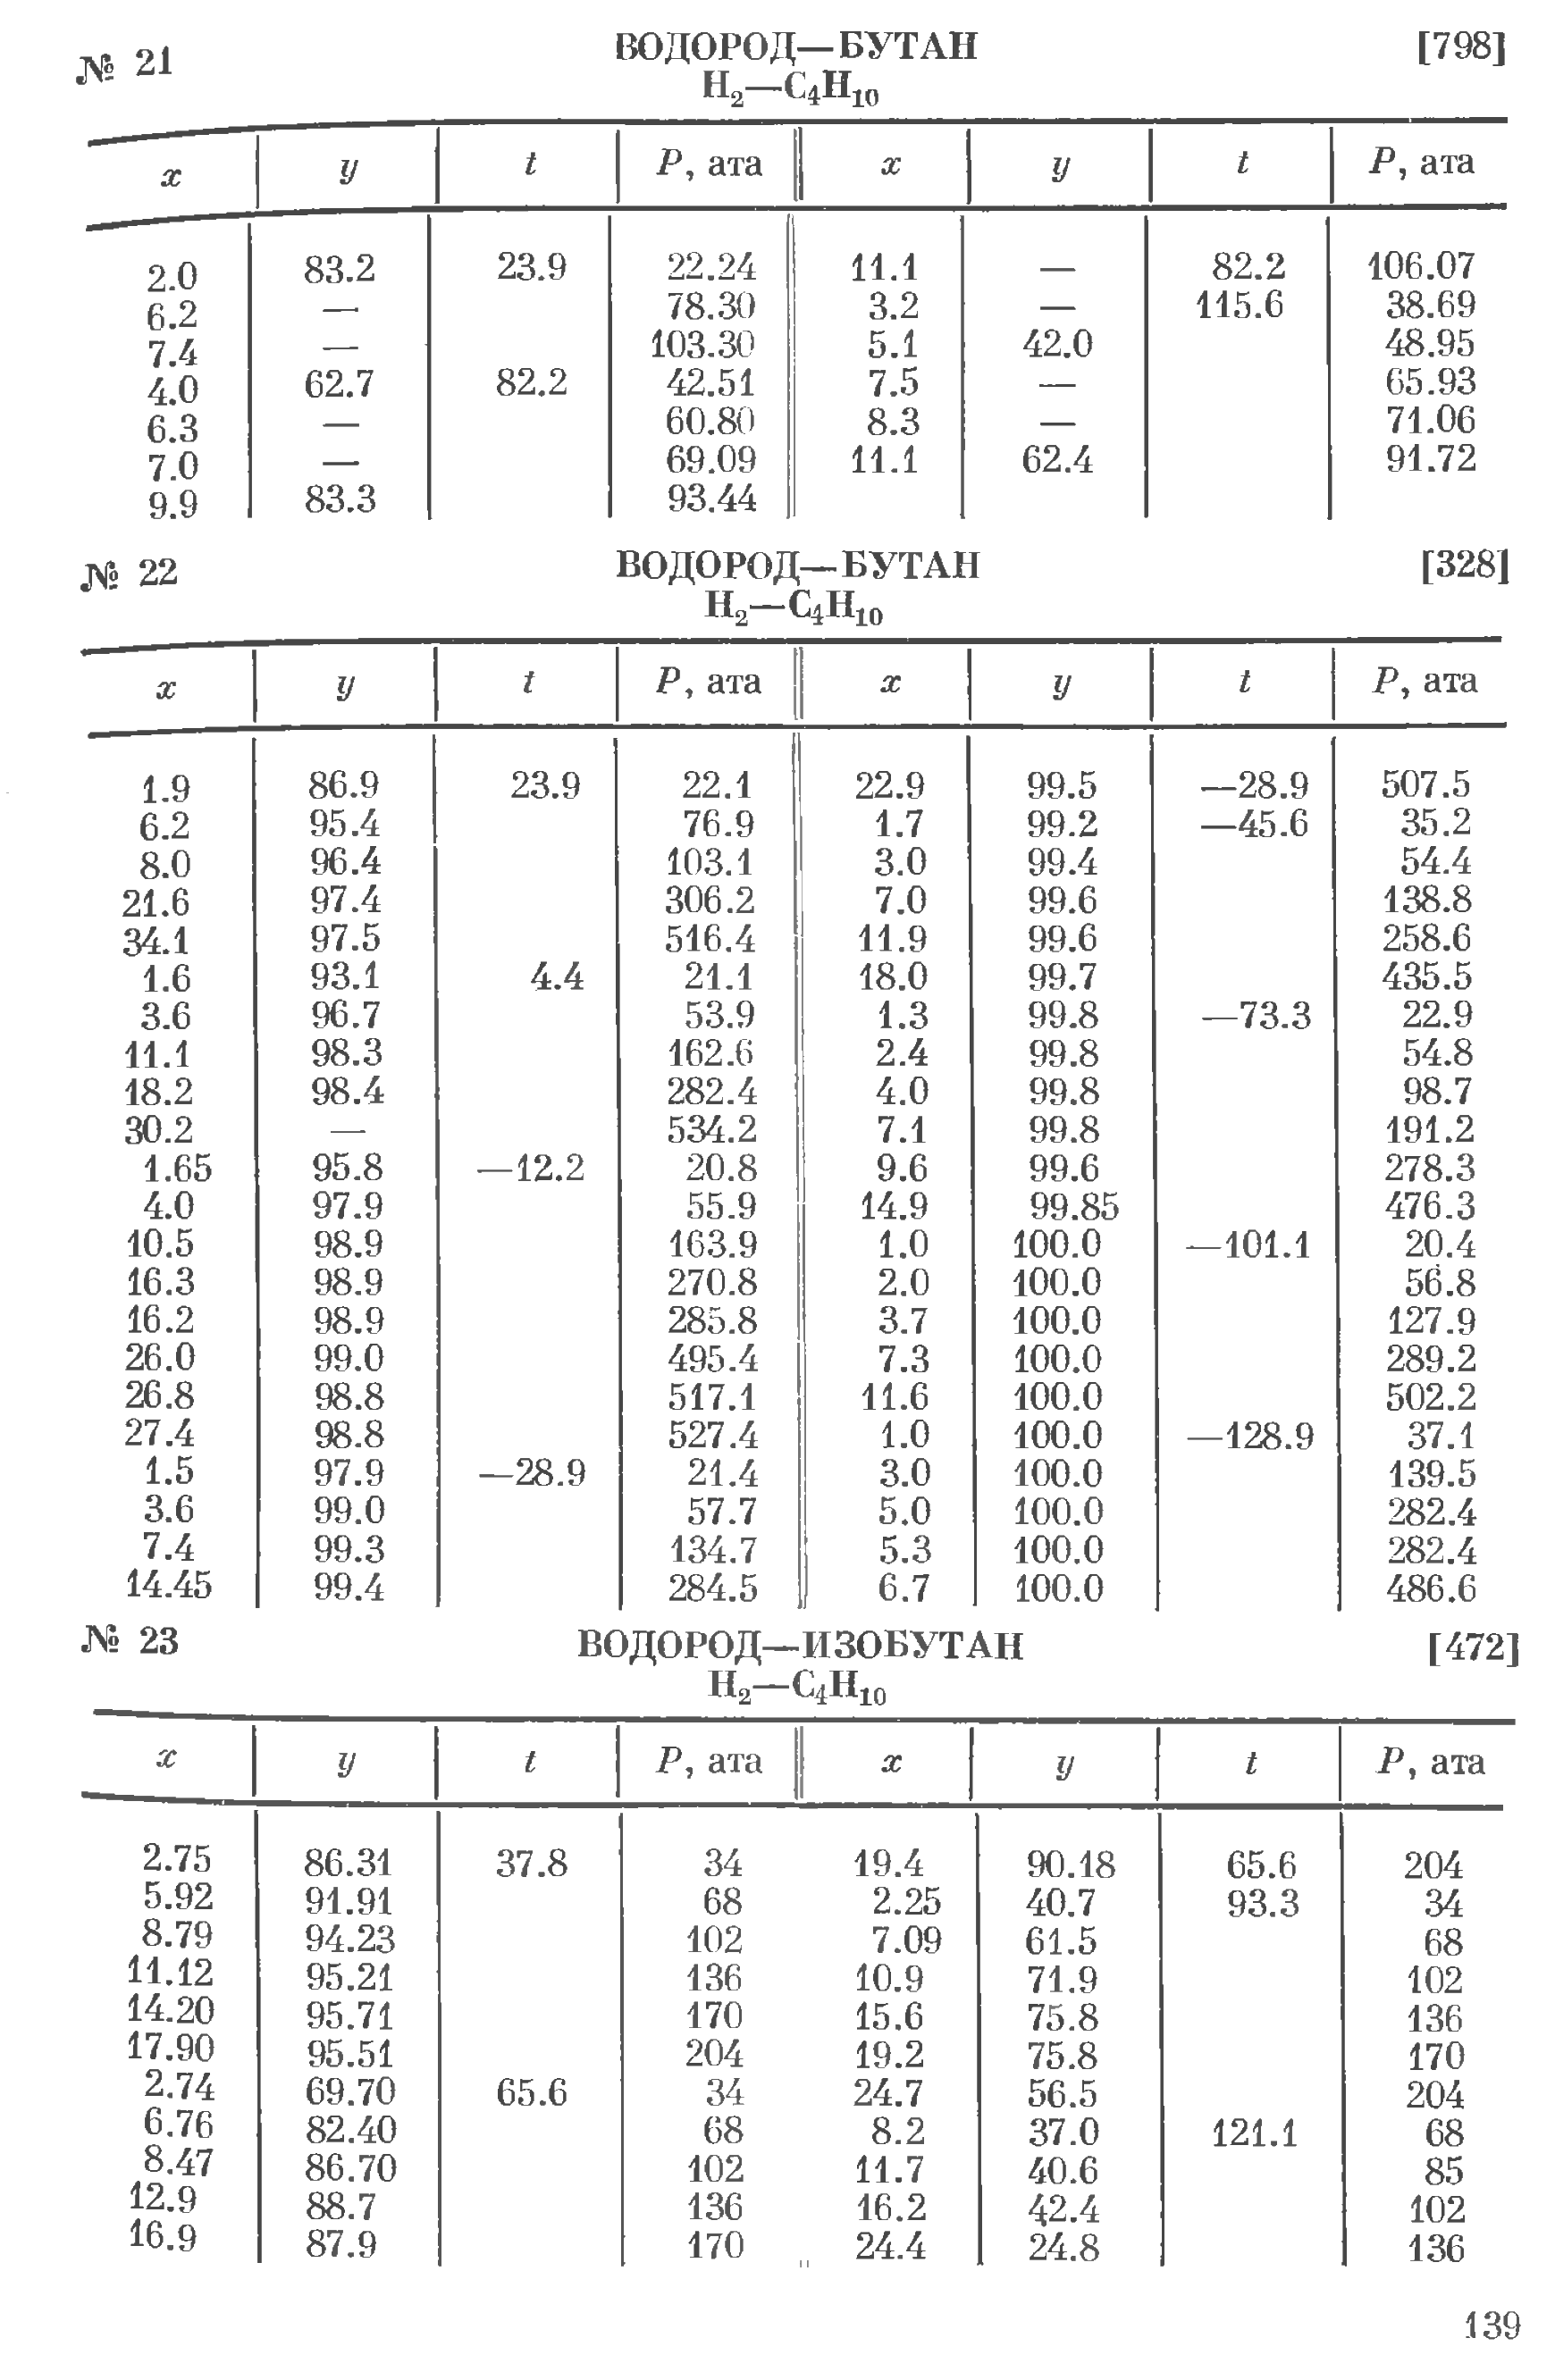 № 21 ВОДОРОД—БУТАН [798]
H₂—C₄H₁₀
x y t P, ата x y t P, ата
2.0 83.2 23.9 22.24 11.1 — 82.2 106.07
6.2 — 78.30 3.2 — 115.6 38.69
7.4 — 103.30 5.1 42.0 48.95
4.0 62.7 82.2 42.51 7.5 — 65.93
6.3 — 60.80 8.3 — 71.06
7.0 — 69.09 11.1 62.4 91.72
9.9 83.3 93.44
№ 22 ВОДОРОД—БУТАН [328]
H₂—C₄H₁₀
x y t P, ата x y t P, ата
1.9 86.9 23.9 22.1 22.9 99.5 —28.9 507.5
6.2 95.4 76.9 1.7 99.2 —45.6 35.2
8.0 96.4 103.1 3.0 99.4 54.4
21.6 97.4 306.2 7.0 99.6 138.8
34.1 97.5 516.4 11.9 99.6 258.6
1.6 93.1 4.4 21.1 18.0 99.7 435.5
3.6 96.7 53.9 1.3 99.8 —73.3 22.9
11.1 98.3 162.6 2.4 99.8 54.8
18.2 98.4 282.4 4.0 99.8 98.7
30.2 — 534.2 7.1 99.8 191.2
1.65 95.8 —12.2 20.8 9.6 99.6 278.3
4.0 97.9 55.9 14.9 99.85 476.3
10.5 98.9 163.9 1.0 100.0 —101.1 20.4
16.3 98.9 270.8 2.0 100.0 56.8
16.2 98.9 285.8 3.7 100.0 127.9
26.0 99.0 495.4 7.3 100.0 289.2
26.8 98.8 517.1 11.6 100.0 502.2
27.4 98.8 527.4 1.0 100.0 —128.9 37.1
1.5 97.9 —28.9 21.4 3.0 100.0 139.5
3.6 99.0 57.7 5.0 100.0 282.4
7.4 99.3 134.7 5.3 100.0 282.4
14.45 99.4 284.5 6.7 100.0 486.6
№ 23 ВОДОРОД—ИЗОБУТАН [472]
H₂—C₄H₁₀
x y t P, ата x y t P, ата
2.75 86.31 37.8 34 19.4 90.18 65.6 204
5.92 91.91 68 2.25 40.7 93.3 34
8.79 94.23 102 7.09 61.5 68
11.12 95.21 136 10.9 71.9 102
14.20 95.71 170 15.6 75.8 136
17.90 95.51 204 19.2 75.8 170
2.74 69.70 65.6 34 24.7 56.5 204
6.76 82.40 68 8.2 37.0 121.1 68
8.47 86.70 102 11.7 40.6 85
12.9 88.7 136 16.2 42.4 102
16.9 87.9 170 24.4 24.8 136
139